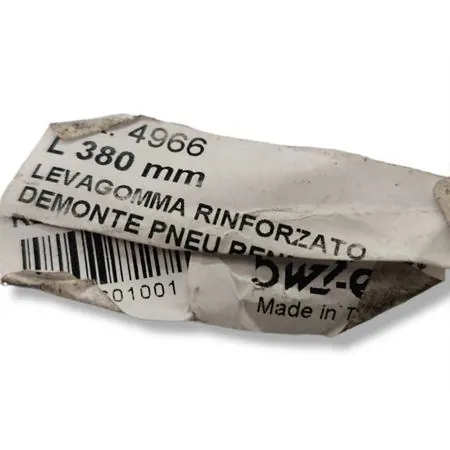 4966
L 380 mm
LEVAGOMMA RINFORZATO
DEMONTE PNEU
01001
Made in